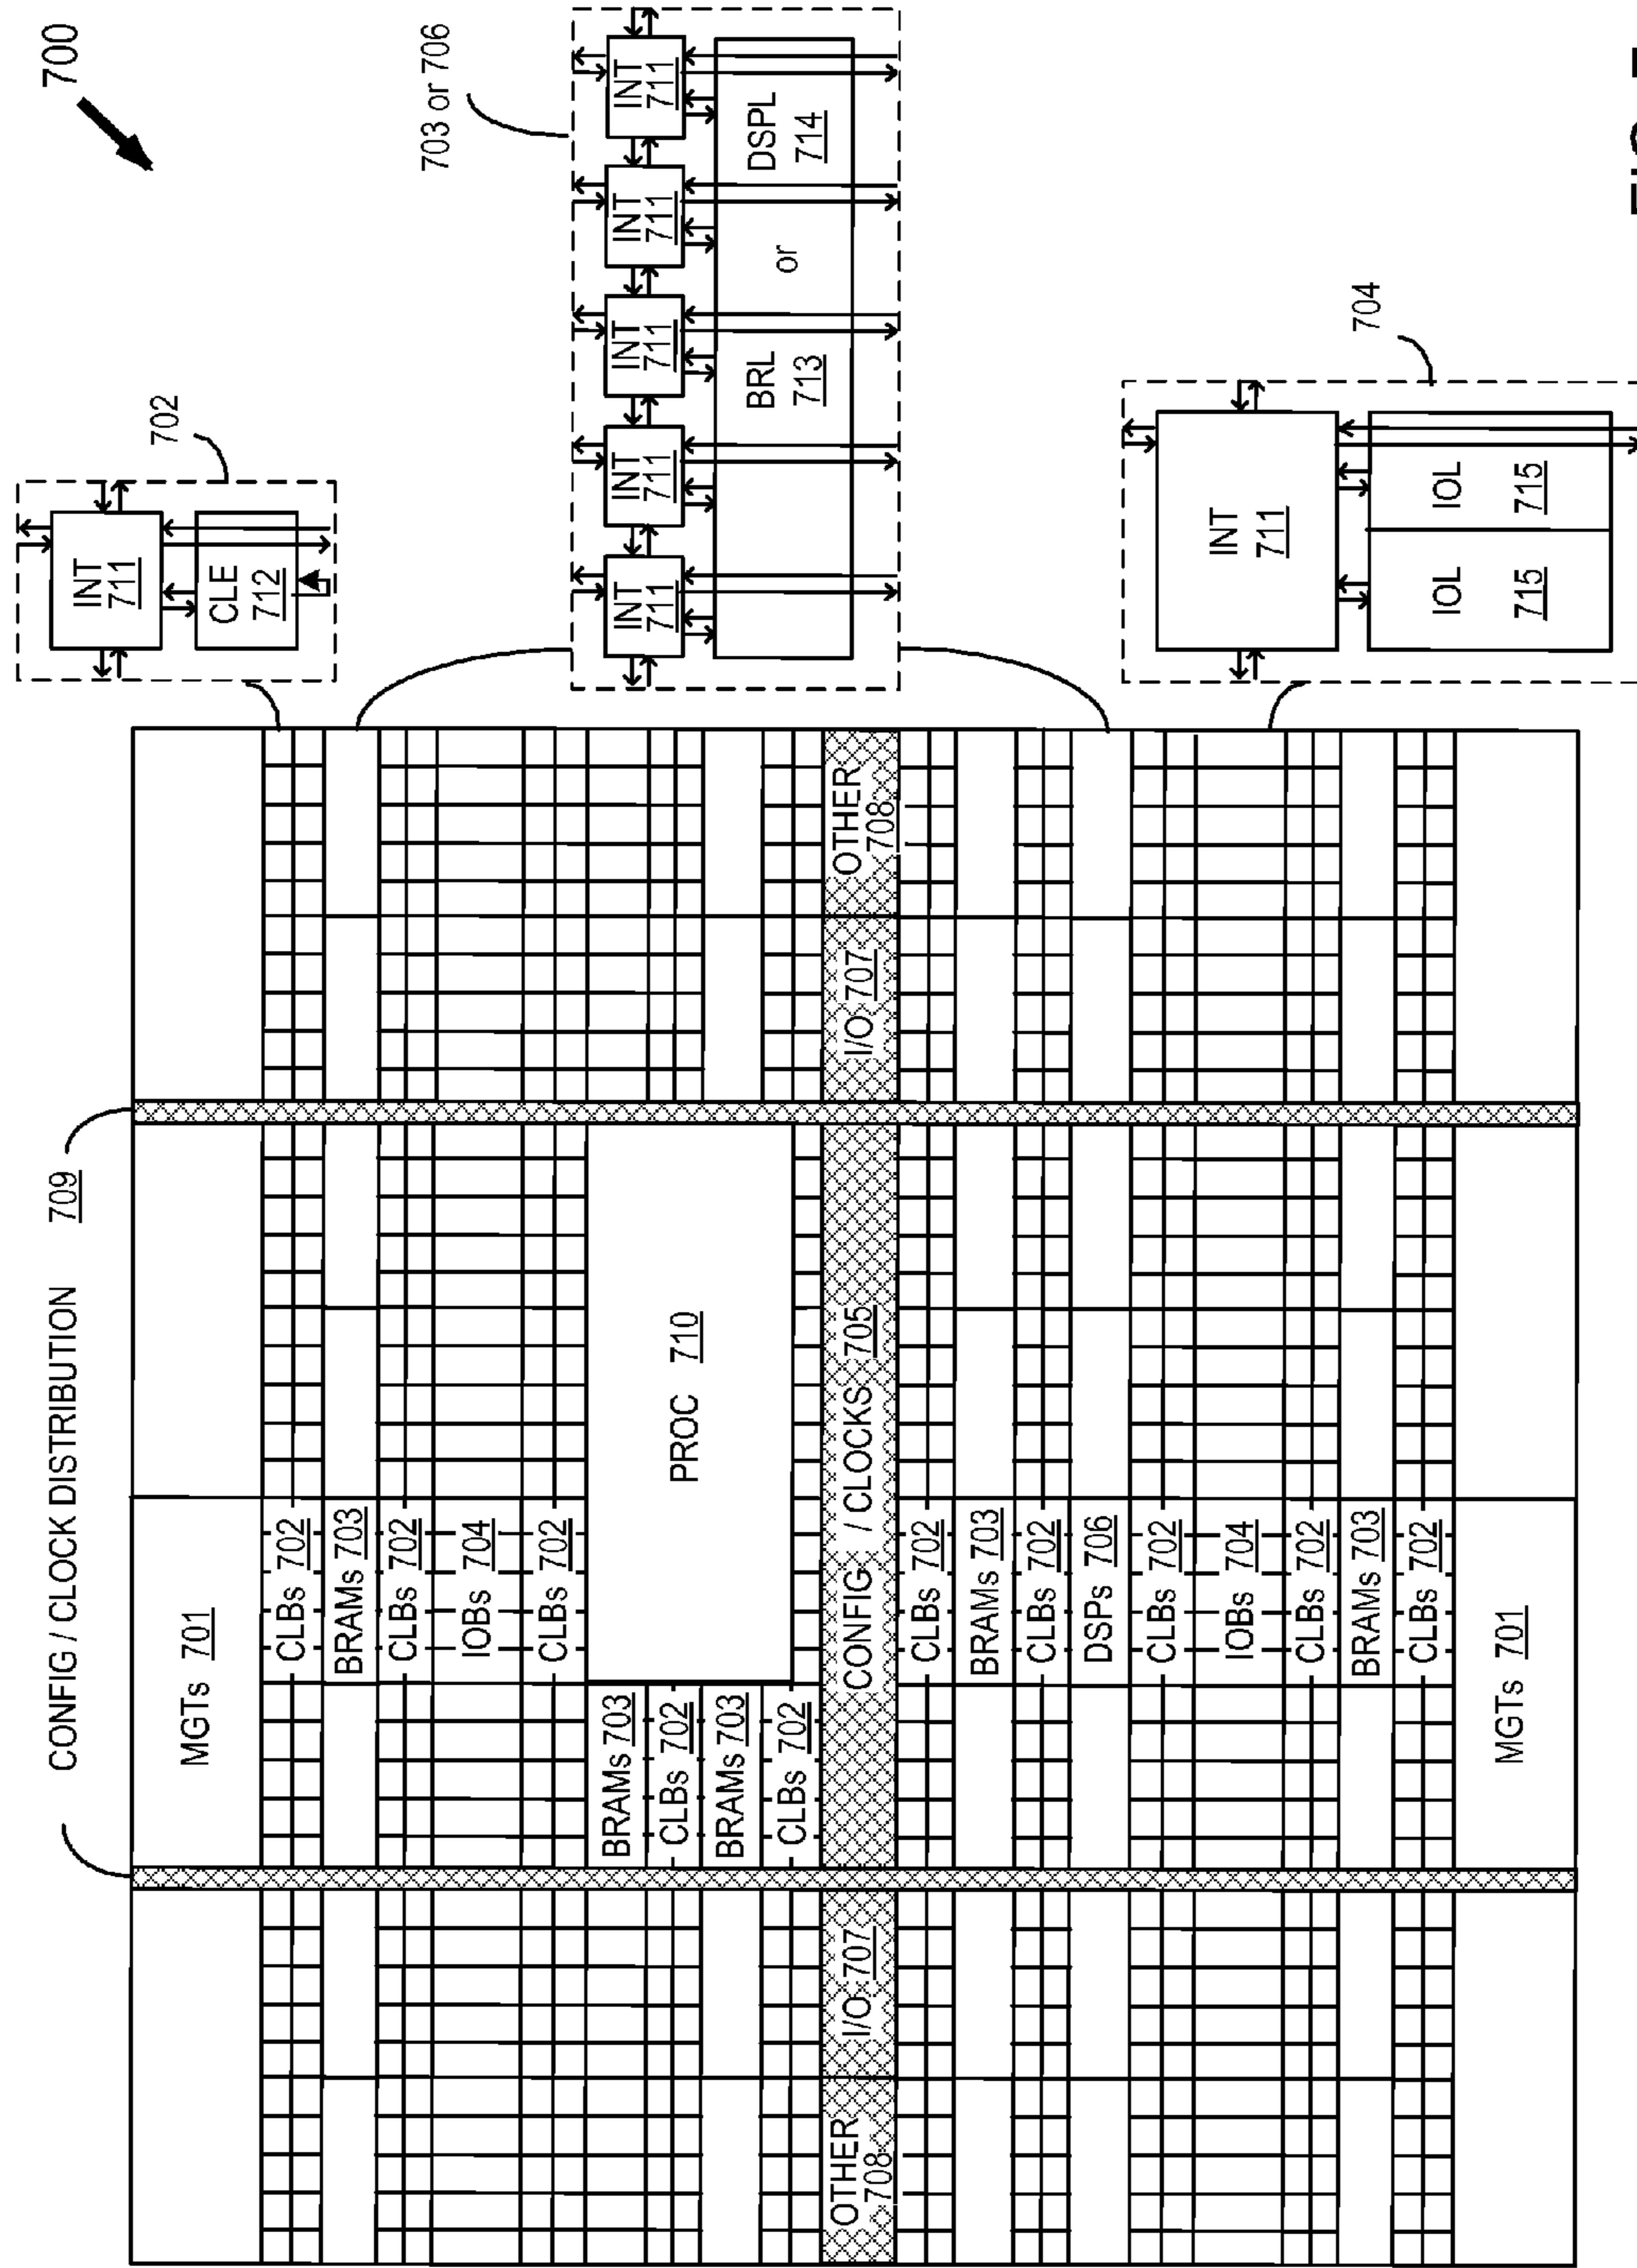 700
CONFIG / CLOCK DISTRIBUTION 709
MGTs 701
CLBs 702
BRAMs 703
CLBs 702
IOBs 704
CLBs 702
BRAMs 703
CLBs 702
BRAMs 703
CLBs 702
PROC 710
OTHER
708
I/O 707
CONFIG / CLOCKS 705
I/O 707
OTHER
708
CLBs 702
BRAMs 703
CLBs 702
DSPs 706
CLBs 702
IOBs 704
CLBs 702
BRAMs 703
CLBs 702
MGTs 701
702
INT
711
CLE
712
703 or 706
INT
711
INT
711
INT
711
INT
711
INT
711
BRL
713
or
DSPL
714
704
INT
711
IOL
715
IOL
715